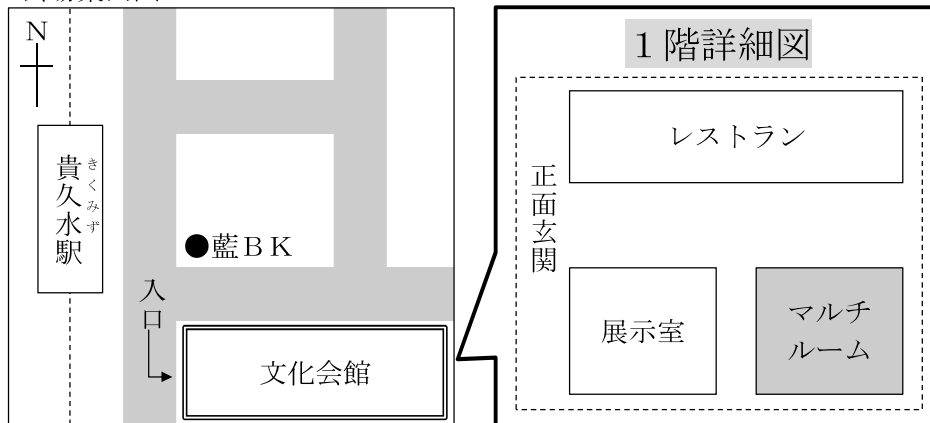 N
貴久水駅
きくみず
●藍BK
入口
文化会館
1階詳細図
レストラン
正面玄関
展示室
マルチ
ルーム